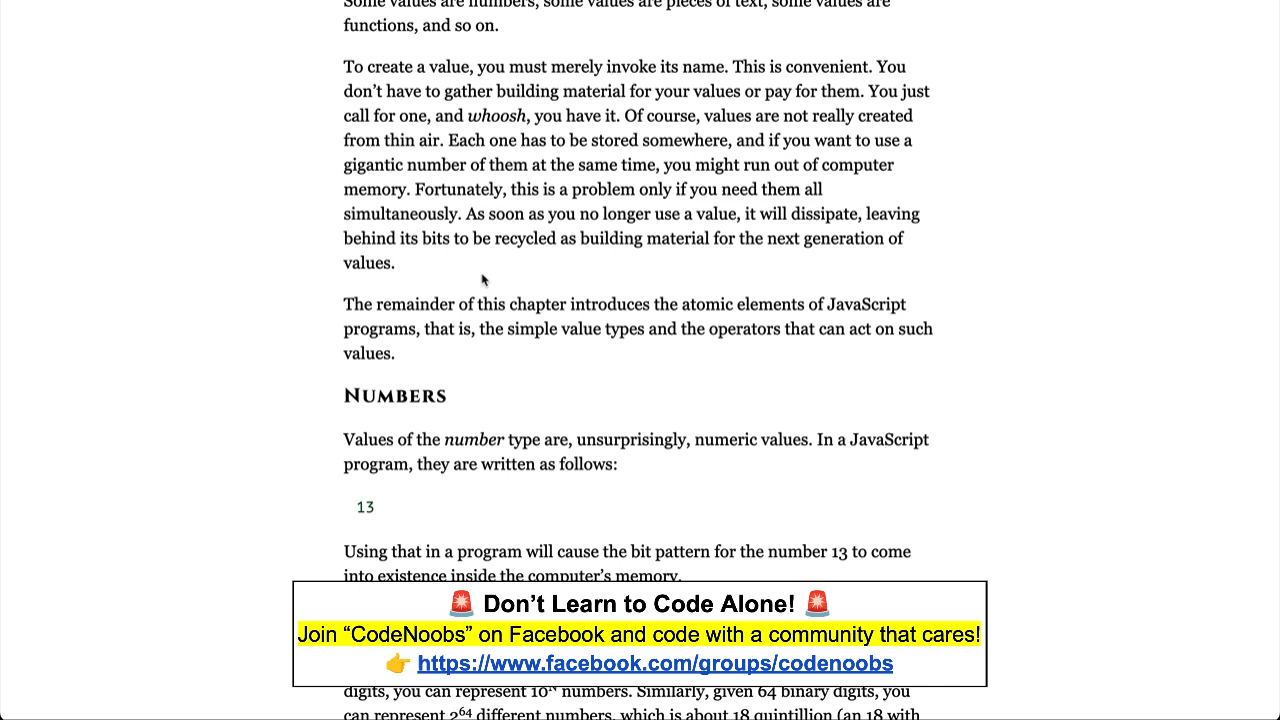 Some values are numbers, some values are pieces of text, some values are
functions, and so on.
To create a value, you must merely invoke its name. This is convenient. You
don’t have to gather building material for your values or pay for them. You just
call for one, and whoosh, you have it. Of course, values are not really created
from thin air. Each one has to be stored somewhere, and if you want to use a
gigantic number of them at the same time, you might run out of computer
memory. Fortunately, this is a problem only if you need them all
simultaneously. As soon as you no longer use a value, it will dissipate, leaving
behind its bits to be recycled as building material for the next generation of
values.
The remainder of this chapter introduces the atomic elements of JavaScript
programs, that is, the simple value types and the operators that can act on such
values.
NUMBERS
Values of the number type are, unsurprisingly, numeric values. In a JavaScript
program, they are written as follows:
13
Using that in a program will cause the bit pattern for the number 13 to come
into existence inside the computer’s memory.
🚨 Don’t Learn to Code Alone! 🚨
Join “CodeNoobs” on Facebook and code with a community that cares!
👉 https://www.facebook.com/groups/codenoobs
digits, you can represent 10ᴺ numbers. Similarly, given 64 binary digits, you
can represent 2⁶⁴ different numbers, which is about 18 quintillion (an 18 with